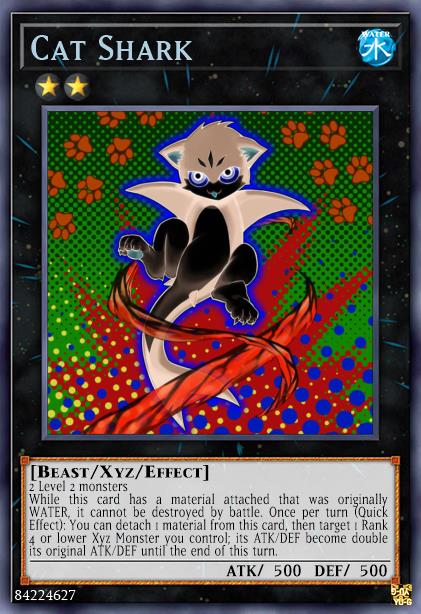 CAT SHARK
WATER
水
[BEAST/XYZ/EFFECT]
2 Level 2 monsters
While this card has a material attached that was originally
WATER, it cannot be destroyed by battle. Once per turn (Quick
Effect): You can detach 1 material from this card, then target 1 Rank
4 or lower Xyz Monster you control; its ATK/DEF become double
its original ATK/DEF until the end of this turn.
ATK/ 500 DEF/ 500
84224627